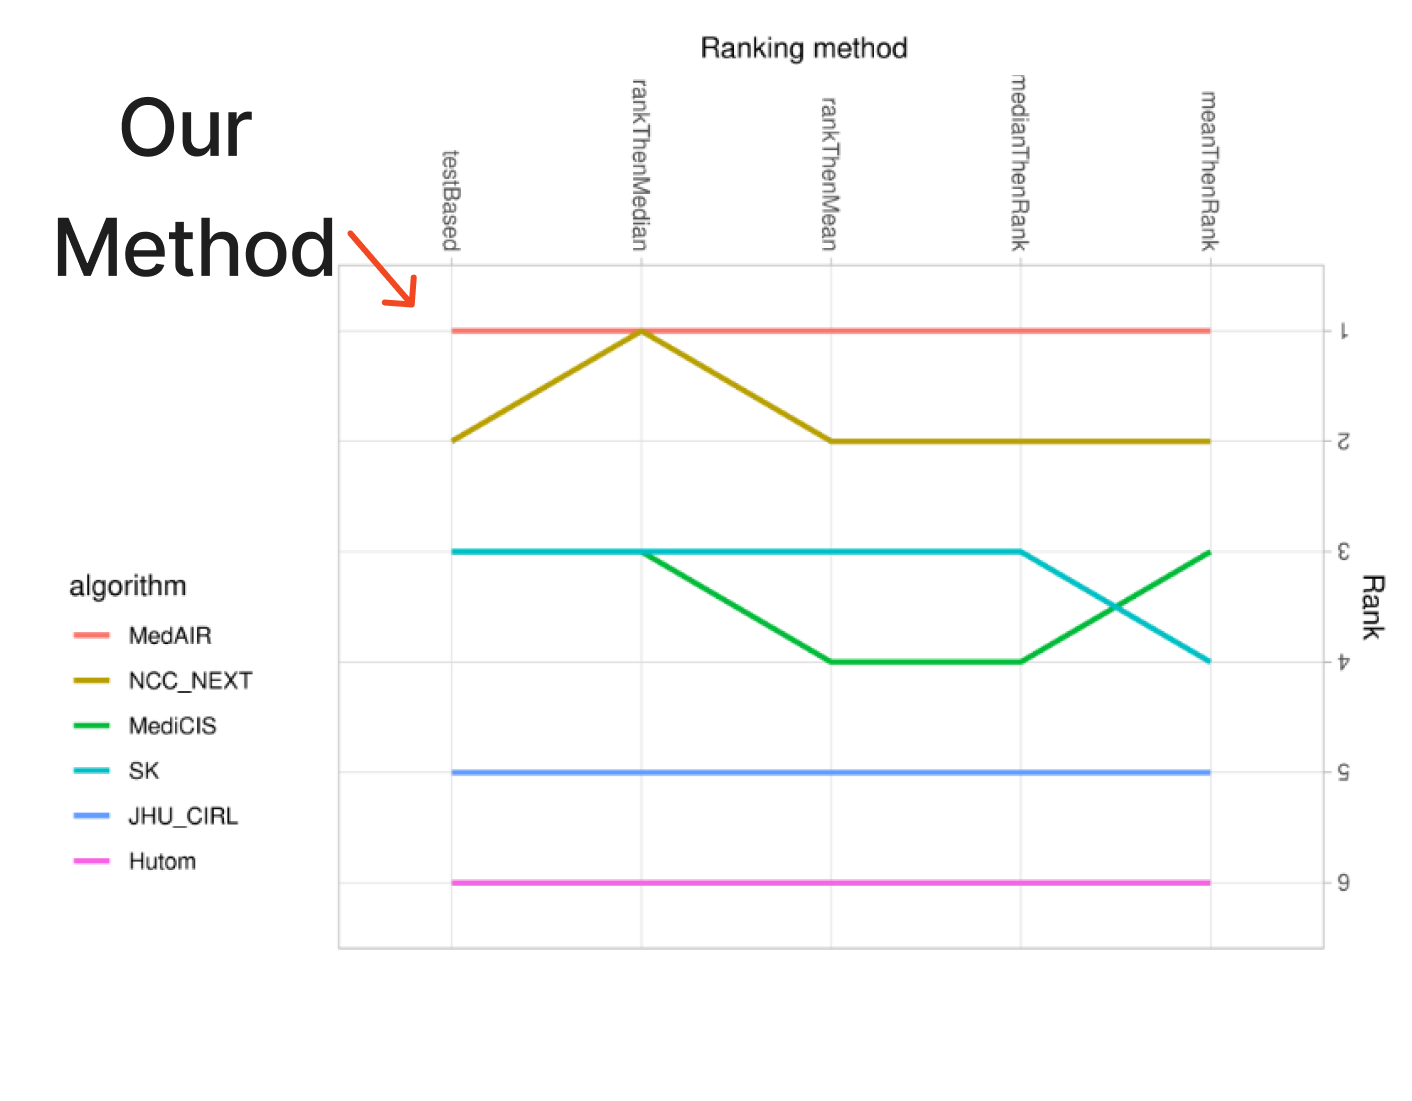 Ranking method
Our
Method
testBased
rankThenMedian
rankThenMean
medianThenRank
meanThenRank
1
2
3
4
5
6
Rank
algorithm
MedAIR
NCC_NEXT
MediCIS
SK
JHU_CIRL
Hutom